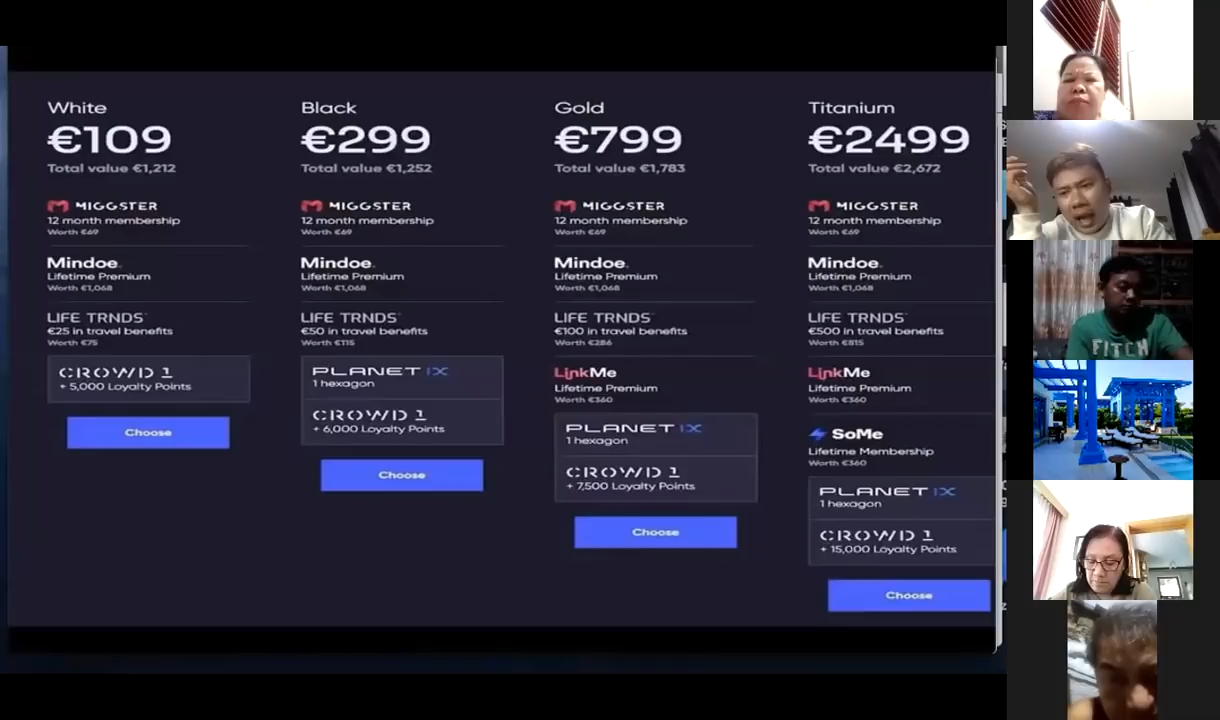 White
€109
Total value €1,212
MIGGSTER
12 month membership
Worth €69
Mindoe.
Lifetime Premium
Worth €1,068
LIFE TRNDS
€25 in travel benefits
Worth €75
CROWD 1
+ 5,000 Loyalty Points
Choose
Black
€299
Total value €1,252
MIGGSTER
12 month membership
Worth €69
Mindoe.
Lifetime Premium
Worth €1,068
LIFE TRNDS
€50 in travel benefits
Worth €115
PLANET IX
1 hexagon
CROWD 1
+ 6,000 Loyalty Points
Choose
Gold
€799
Total value €1,783
MIGGSTER
12 month membership
Worth €69
Mindoe.
Lifetime Premium
Worth €1,068
LIFE TRNDS
€100 in travel benefits
Worth €286
LinkMe
Lifetime Premium
Worth €360
PLANET IX
1 hexagon
CROWD 1
+ 7,500 Loyalty Points
Choose
Titanium
€2499
Total value €2,672
MIGGSTER
12 month membership
Worth €69
Mindoe.
Lifetime Premium
Worth €1,068
LIFE TRNDS
€500 in travel benefits
Worth €815
LinkMe
Lifetime Premium
Worth €360
SoMe
Lifetime Membership
Worth €360
PLANET IX
1 hexagon
CROWD 1
+ 15,000 Loyalty Points
Choose
FITCH